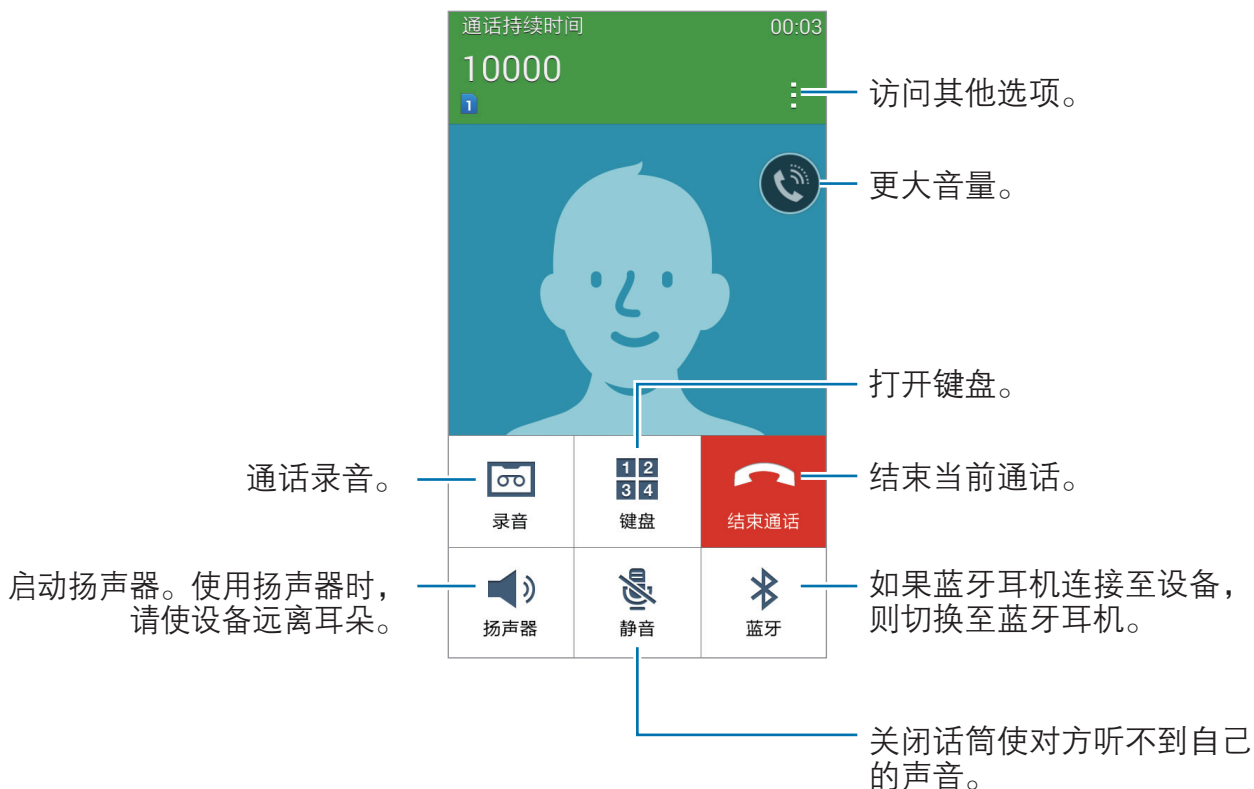 通话持续时间 00:03
10000
1
访问其他选项。
更大音量。
打开键盘。
通话录音。
1 2
3 4
结束当前通话。
录音 键盘 结束通话
启动扬声器。使用扬声器时，
请使设备远离耳朵。
如果蓝牙耳机连接至设备，
则切换至蓝牙耳机。
扬声器 静音 蓝牙
关闭话筒使对方听不到自己
的声音。